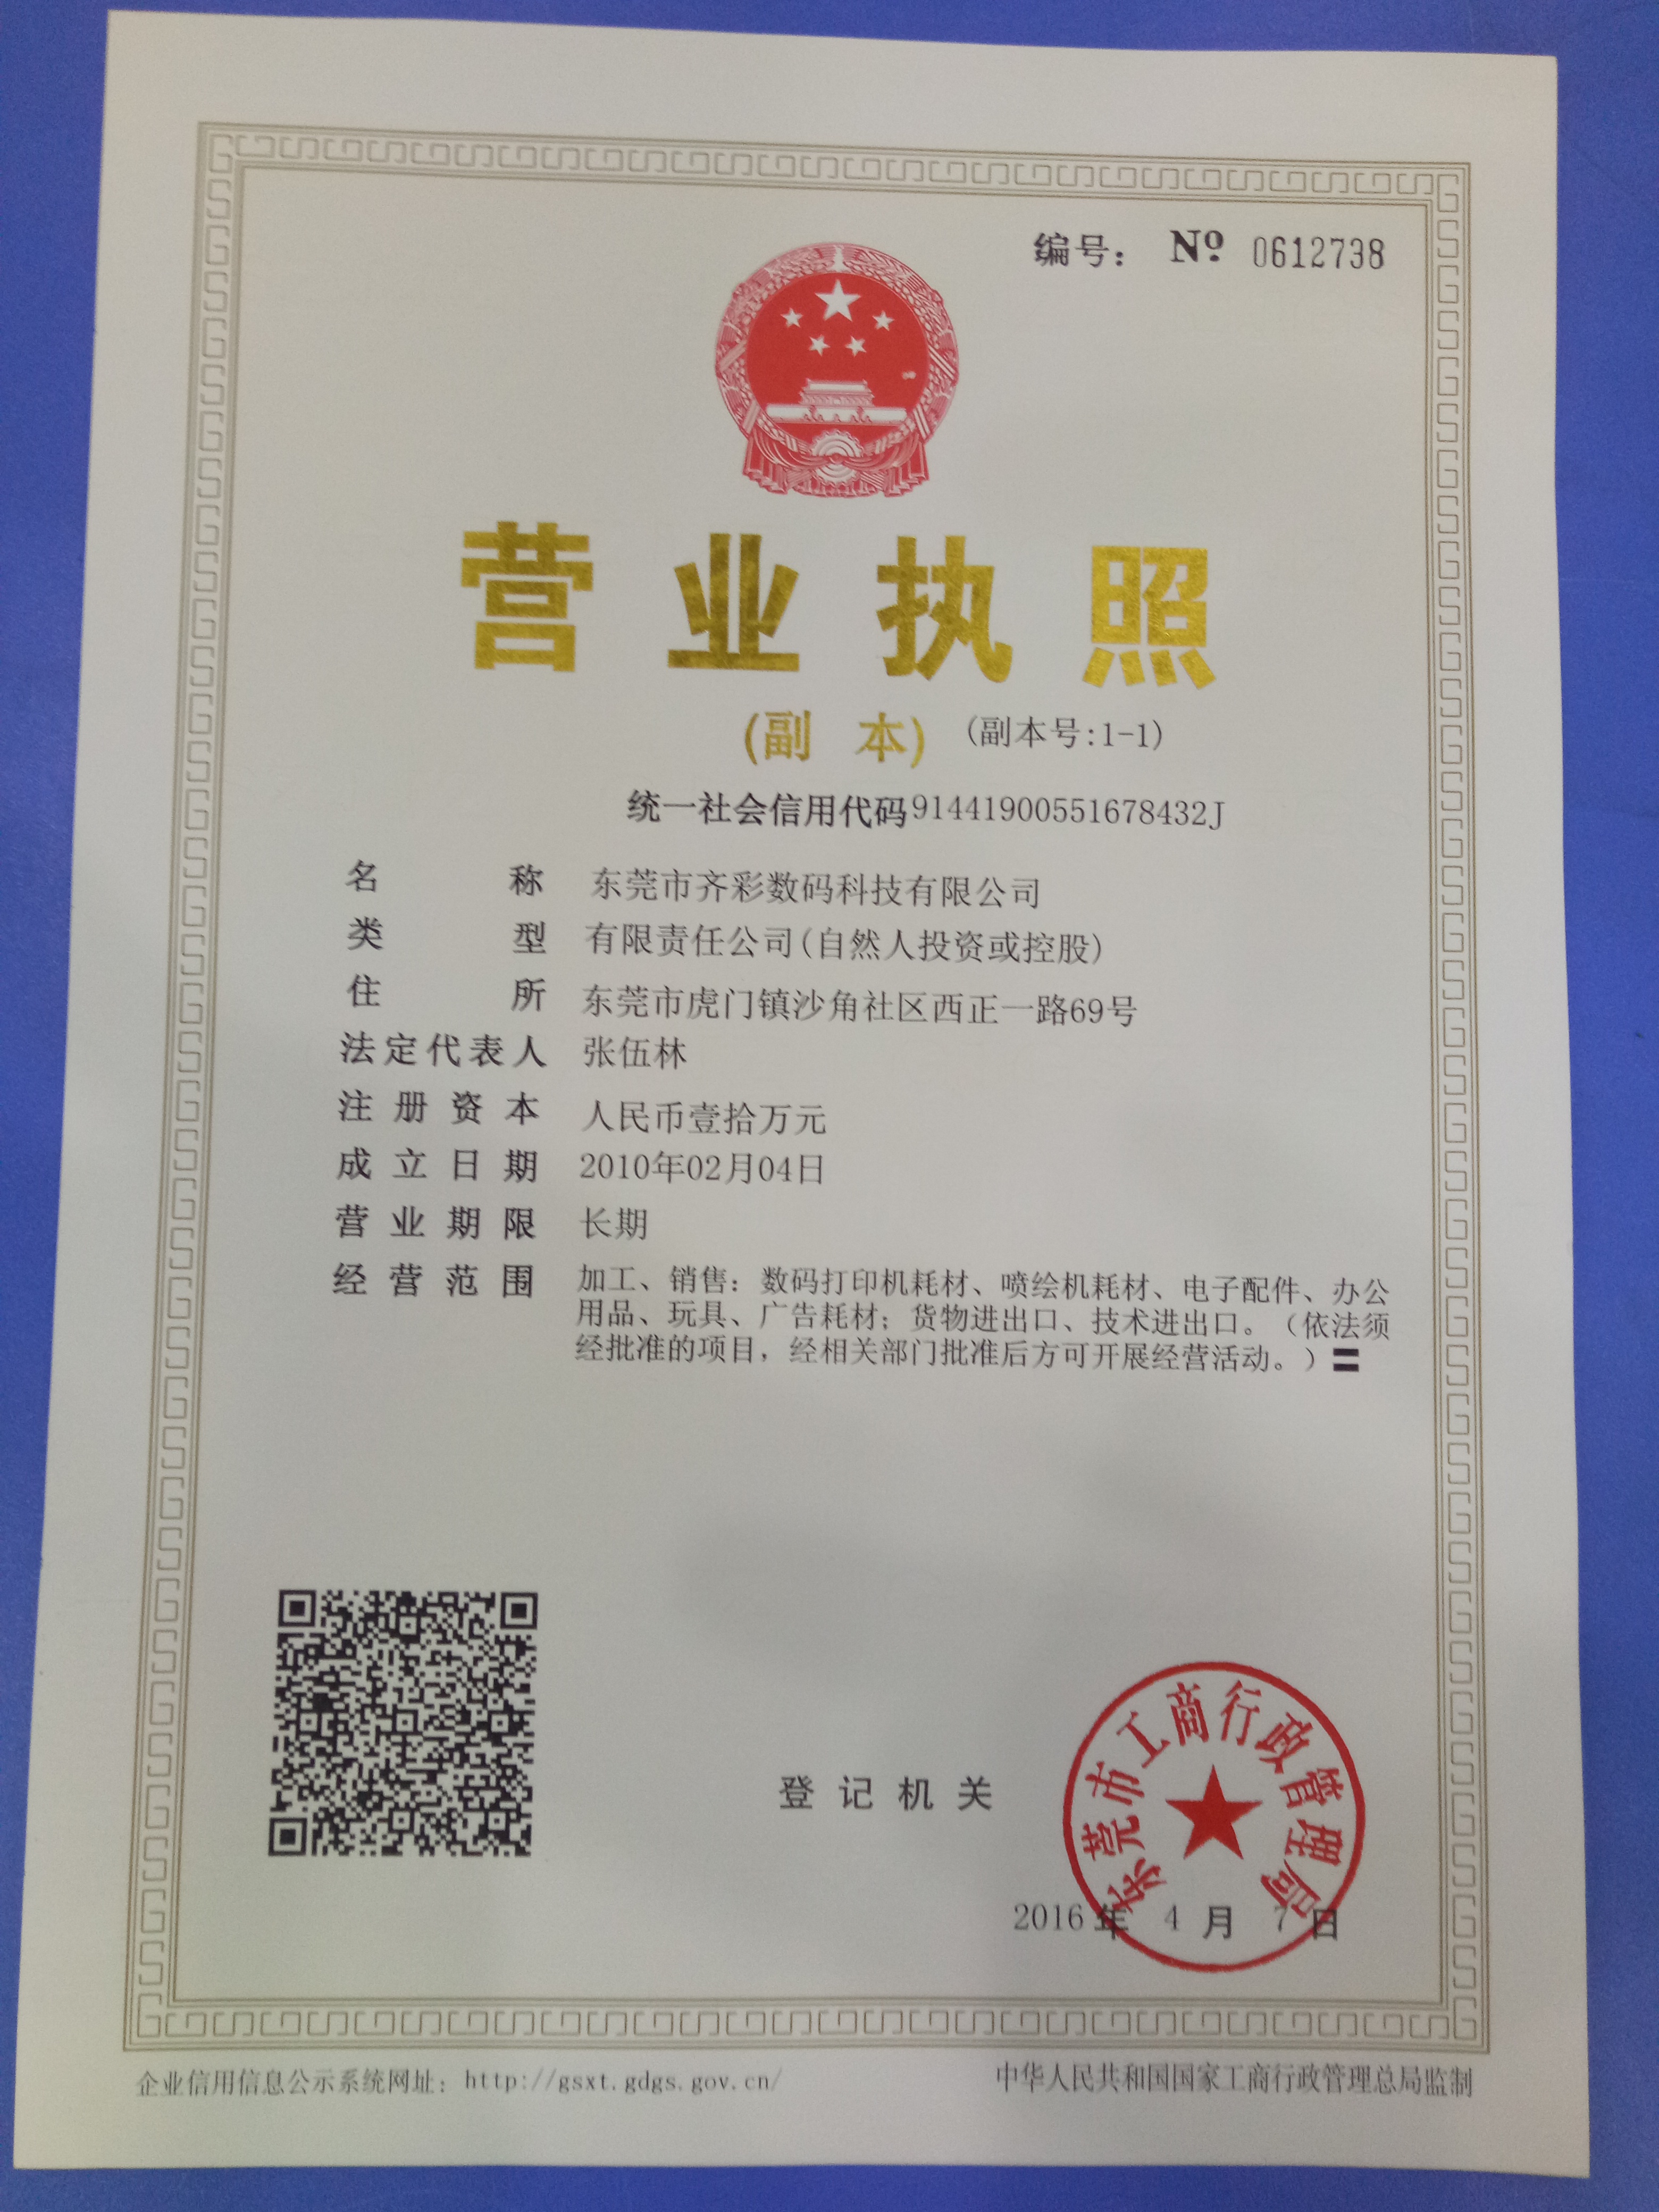 编号： Nº 0612738
营业执照
(副 本) (副本号:1-1)
统一社会信用代码91441900551678432J
名 称 东莞市齐彩数码科技有限公司
类 型 有限责任公司(自然人投资或控股)
住 所 东莞市虎门镇沙角社区西正一路69号
法定代表人 张伍林
注册资本 人民币壹拾万元
成立日期 2010年02月04日
营业期限 长期
经营范围 加工、销售：数码打印机耗材、喷绘机耗材、电子配件、办公
用品、玩具、广告耗材；货物进出口、技术进出口。（依法须
经批准的项目，经相关部门批准后方可开展经营活动。）〓
登记机关
东莞市工商行政管理局
2016 年 4 月 7 日
企业信用信息公示系统网址：http://gsxt.gdgs.gov.cn/
中华人民共和国国家工商行政管理总局监制